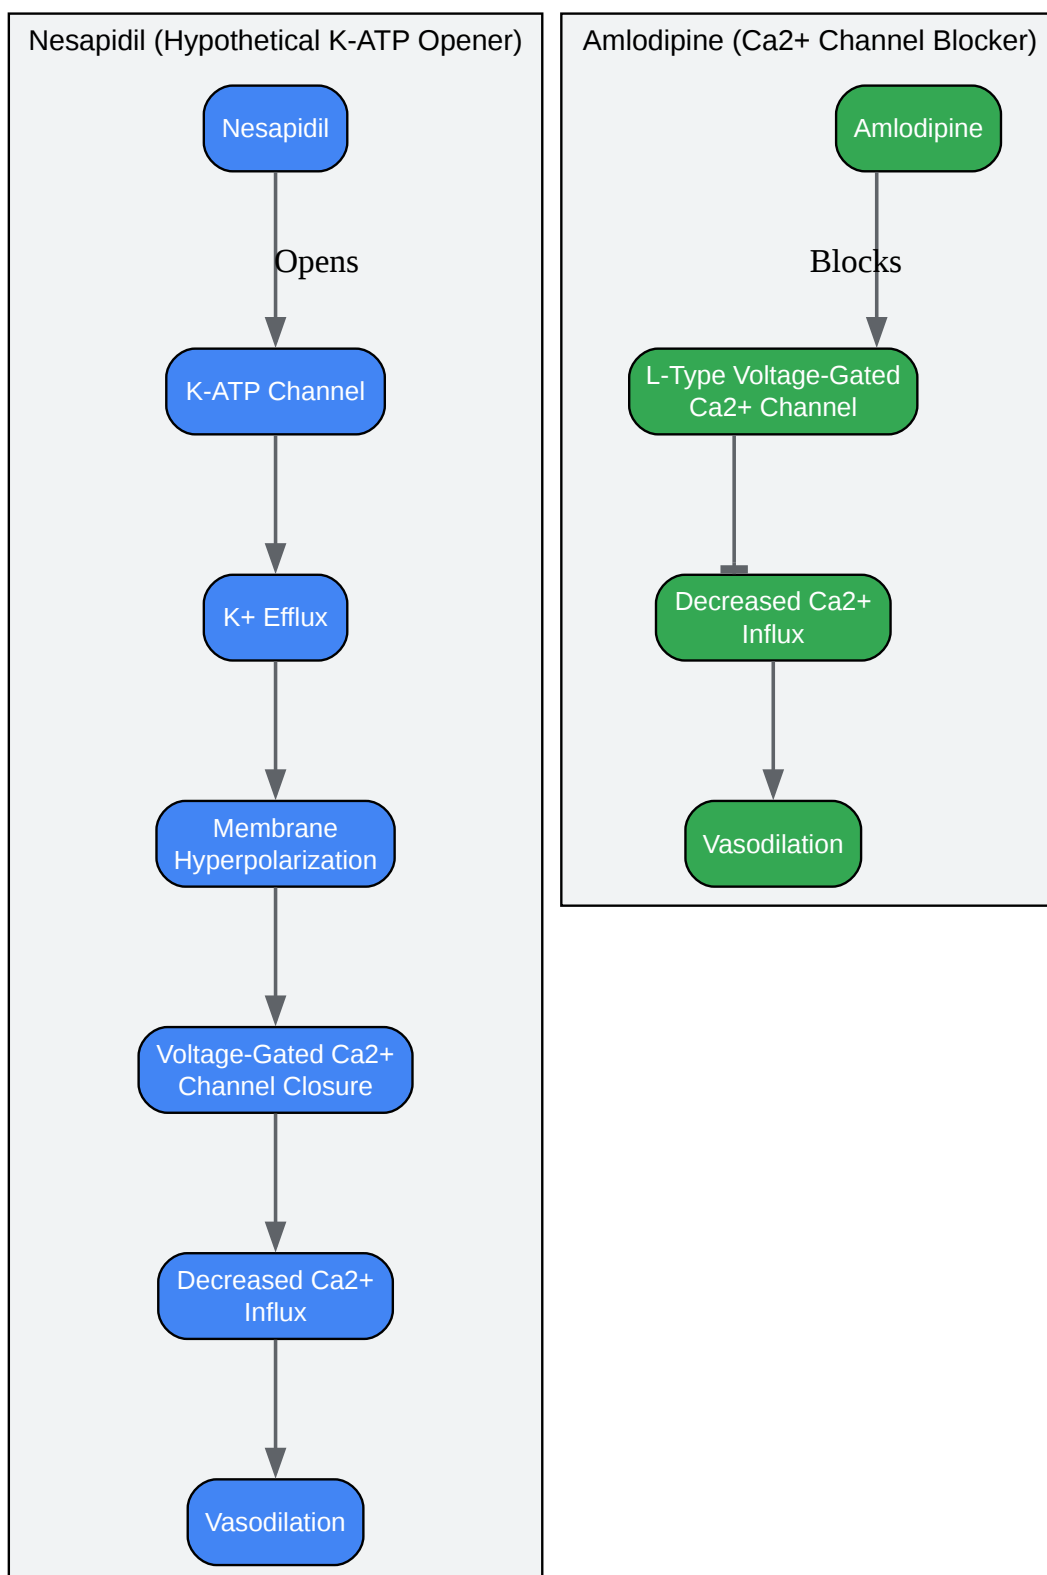 Nesapidil (Hypothetical K-ATP Opener)
Nesapidil
Opens
K-ATP Channel
K+ Efflux
Membrane
Hyperpolarization
Voltage-Gated Ca2+
Channel Closure
Decreased Ca2+
Influx
Vasodilation
Amlodipine (Ca2+ Channel Blocker)
Amlodipine
Blocks
L-Type Voltage-Gated
Ca2+ Channel
Decreased Ca2+
Influx
Vasodilation